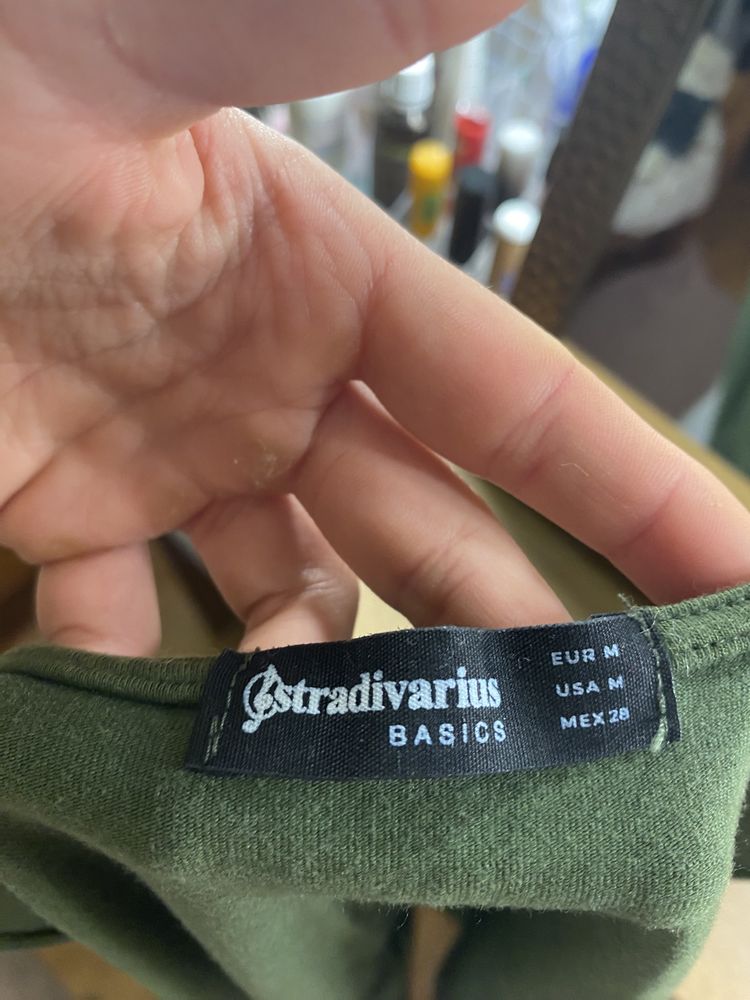 stradivarius
BASICS
EUR M
USA M
MEX 28